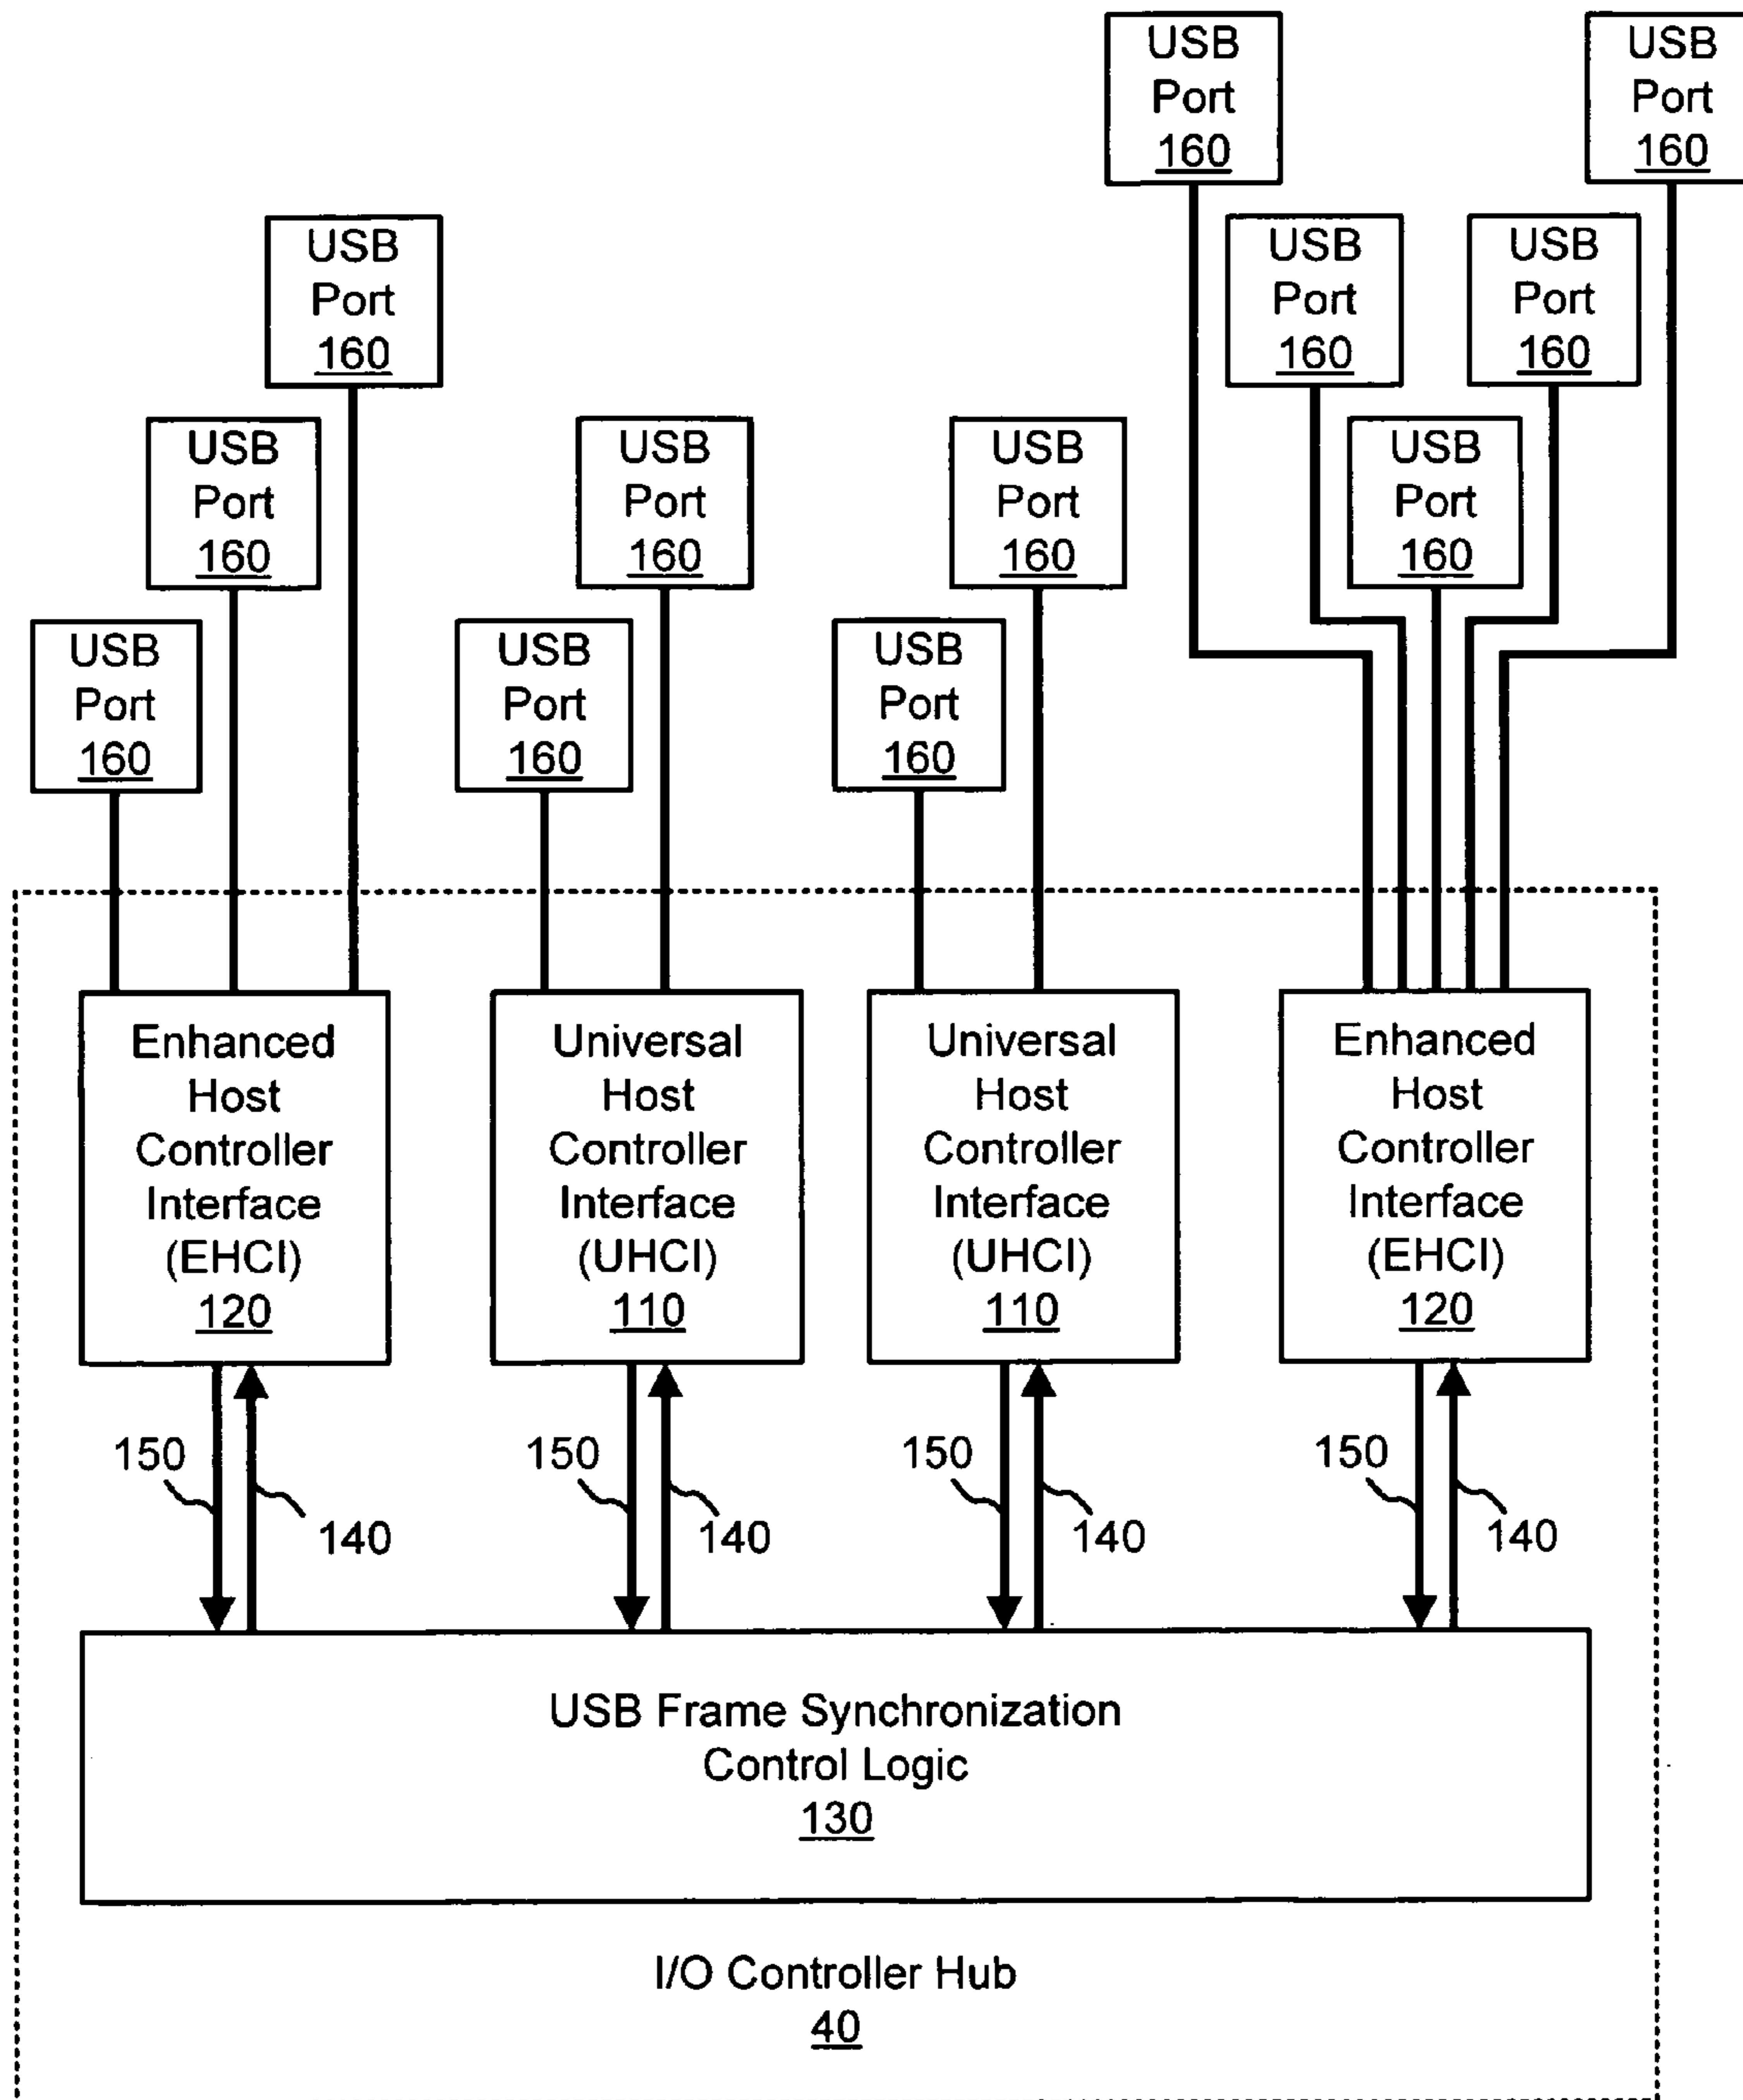 USB
Port
160
USB
Port
160
USB
Port
160
USB
Port
160
USB
Port
160
USB
Port
160
USB
Port
160
USB
Port
160
USB
Port
160
USB
Port
160
USB
Port
160
USB
Port
160
Enhanced
Host
Controller
Interface
(EHCI)
120
Universal
Host
Controller
Interface
(UHCI)
110
Universal
Host
Controller
Interface
(UHCI)
110
Enhanced
Host
Controller
Interface
(EHCI)
120
150
140
150
140
150
140
150
140
USB Frame Synchronization
Control Logic
130
I/O Controller Hub
40